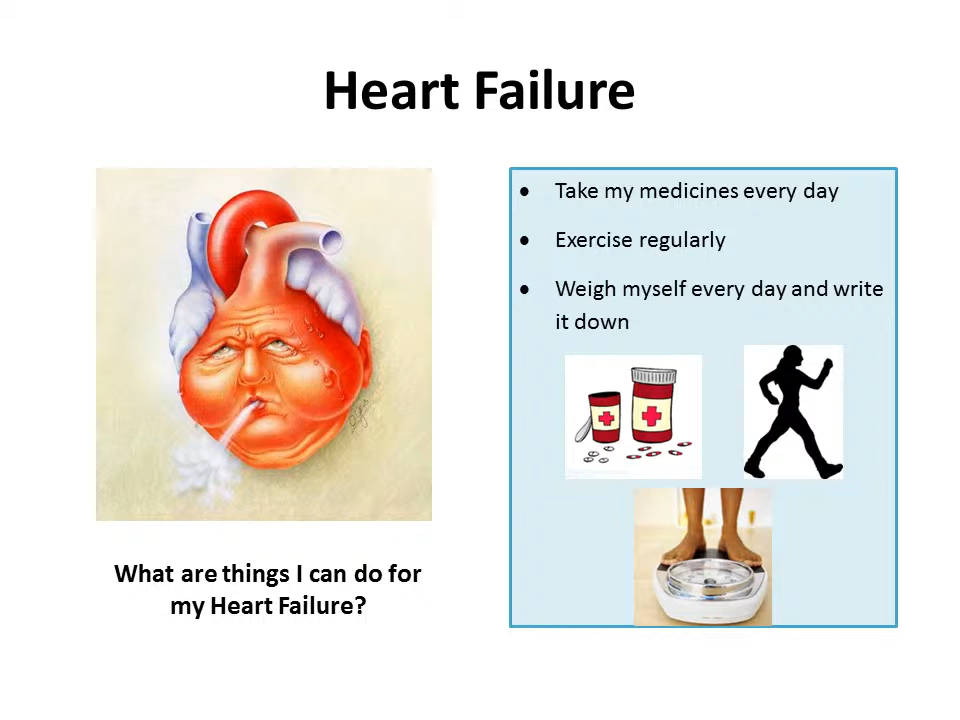 Heart Failure
• Take my medicines every day
• Exercise regularly
• Weigh myself every day and write
it down
What are things I can do for
my Heart Failure?